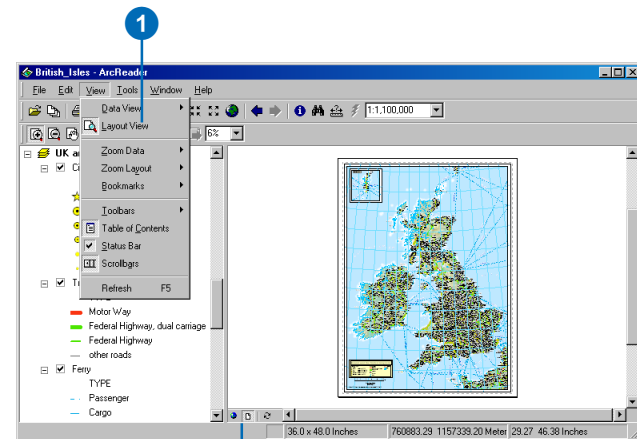 1
British_Isles - ArcReader
File Edit View Tools Window Help
1:1,100,000
6%
Data View
Layout View
Zoom Data
Zoom Layout
Bookmarks
Toolbars
Table of Contents
Status Bar
Scrollbars
Refresh F5
UK
Motor Way
Federal Highway, dual carriage
Federal Highway
other roads
Ferry
TYPE
Passenger
Cargo
36.0 x 48.0 Inches 760883.29 1157339.20 Meter 29.27 46.38 Inches